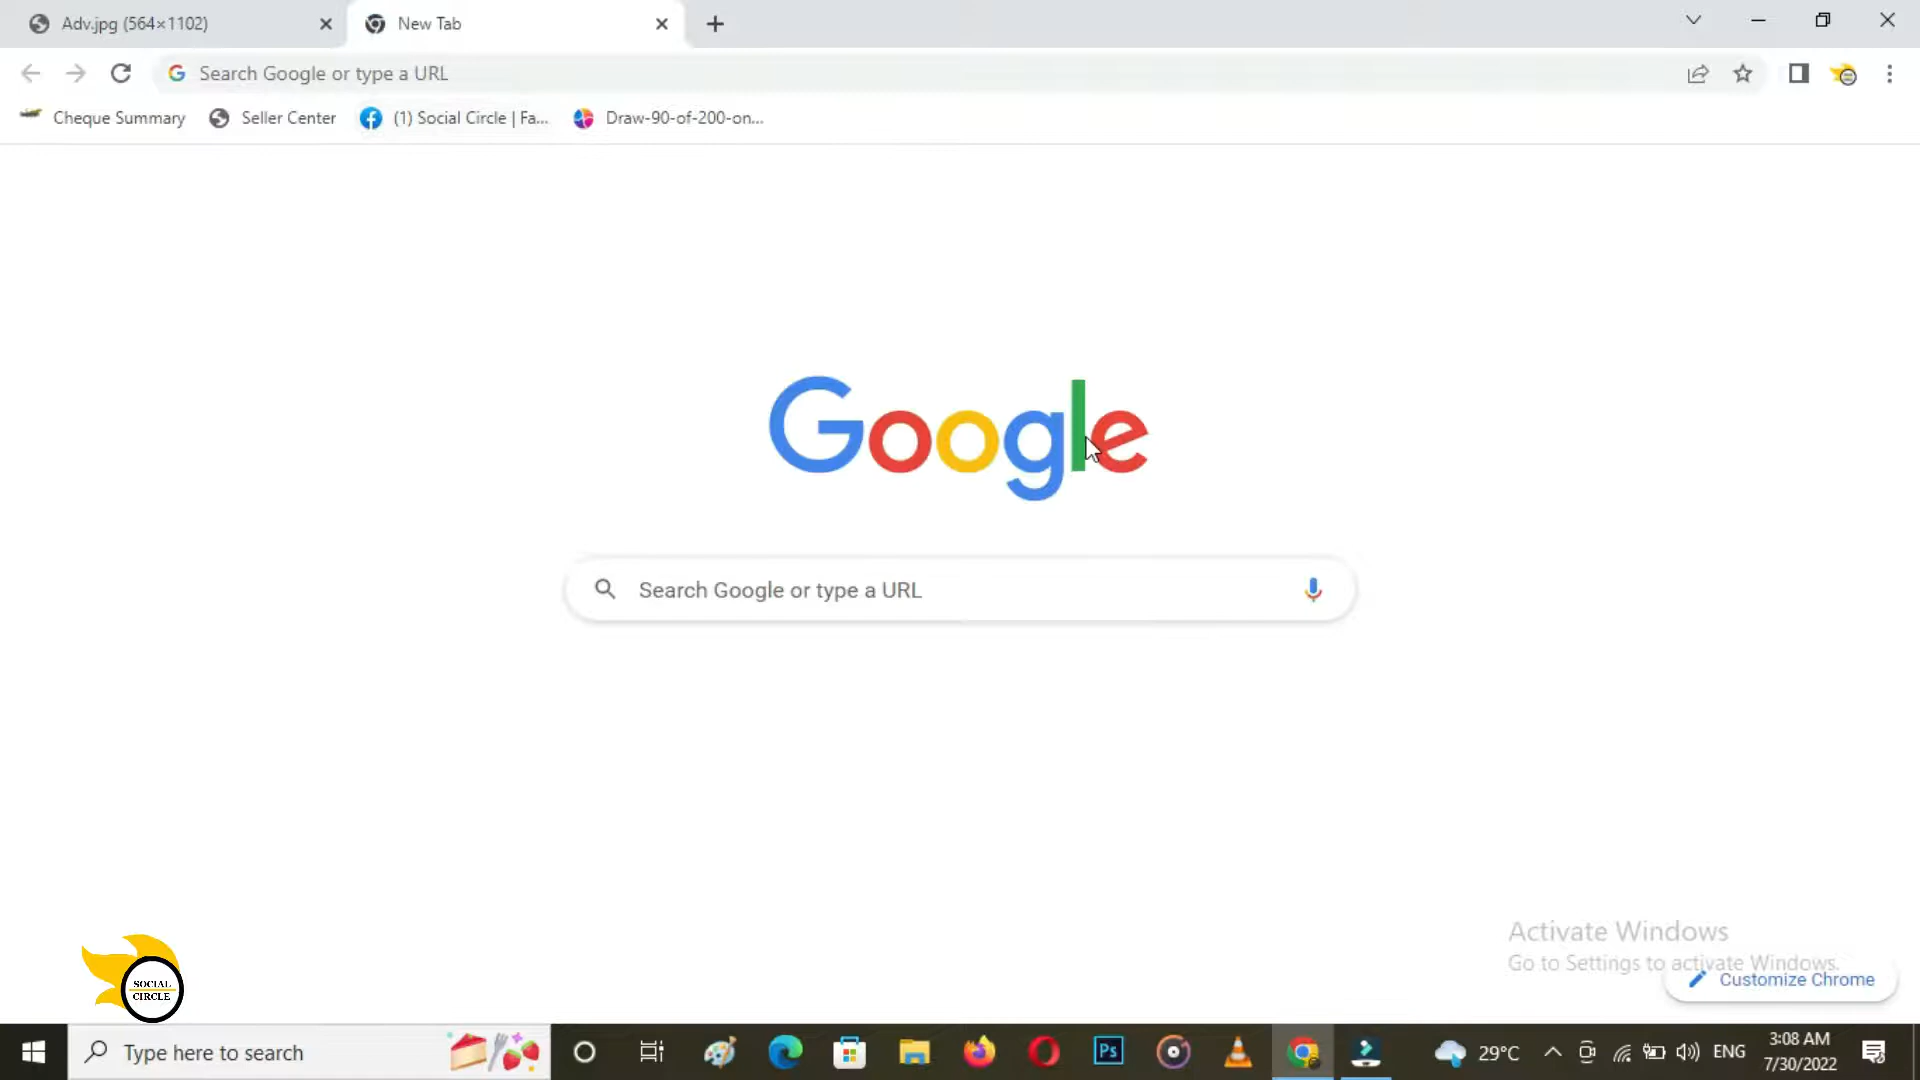 Adv.jpg (564×1102)
New Tab
Search Google or type a URL
Cheque Summary
Seller Center
(1) Social Circle | Fa...
Draw-90-of-200-on...
Google
Search Google or type a URL
Activate Windows
Go to Settings to activate Windows.
Customize Chrome
SOCIAL
CIRCLE
Type here to search
Ps
29°C
ENG
3:08 AM
7/30/2022